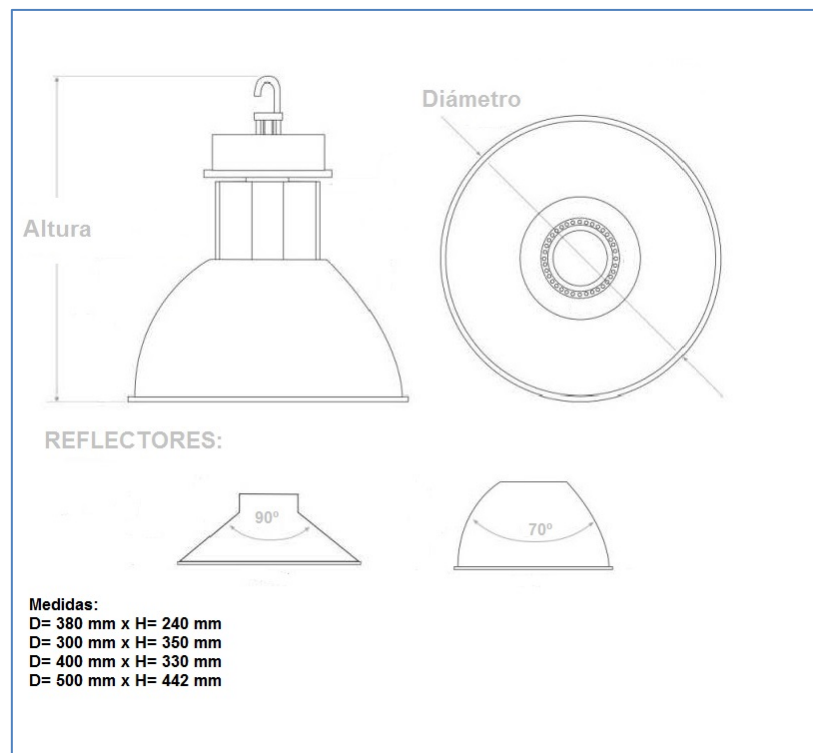 Diámetro
Altura
REFLECTORES:
90º
70º
Medidas:
D= 380 mm x H= 240 mm
D= 300 mm x H= 350 mm
D= 400 mm x H= 330 mm
D= 500 mm x H= 442 mm